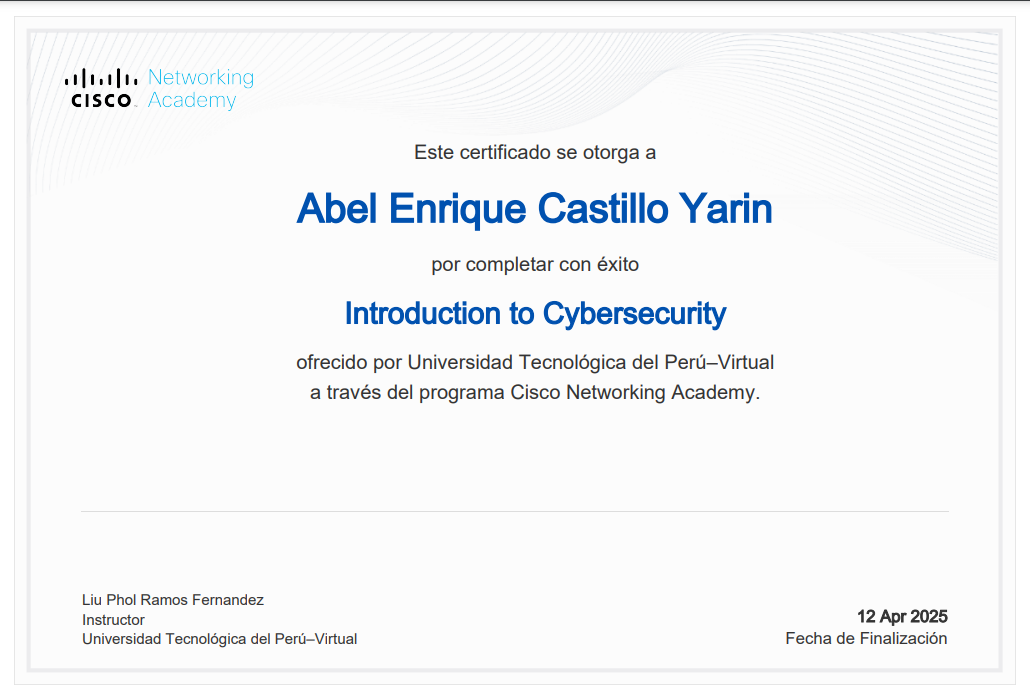 CISCO Networking
Academy
Este certificado se otorga a
Abel Enrique Castillo Yarin
por completar con éxito
Introduction to Cybersecurity
ofrecido por Universidad Tecnológica del Perú–Virtual
a través del programa Cisco Networking Academy.
Liu Phol Ramos Fernandez
Instructor
Universidad Tecnológica del Perú–Virtual
12 Apr 2025
Fecha de Finalización